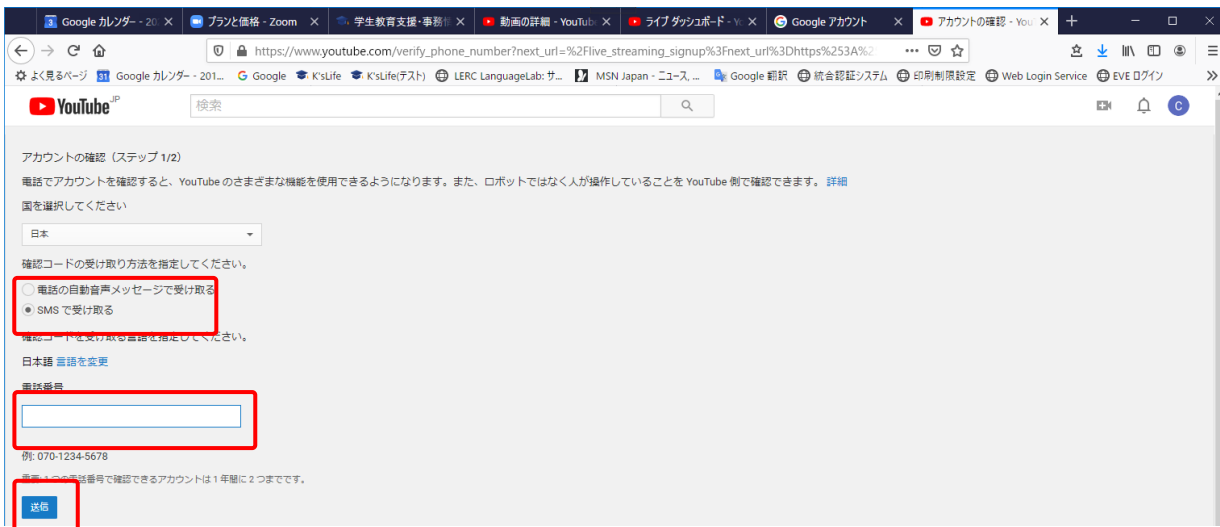 Google カレンダー - 20
プランと価格 - Zoom
学生教育支援・事務
動画の詳細 - YouTub
ライブ ダッシュボード - Y
Google アカウント
アカウントの確認 - You
https://www.youtube.com/verify_phone_number?next_url=%2Flive_streaming_signup%3Fnext_url%3Dhttps%253A%2
よく見るページ 31 Google カレンダー - 201... G Google K'sLife K'sLife(テスト) LERC LanguageLab: サ... MSN Japan - ニュース, ... Google 翻訳 統合認証システム 印刷制限設定 Web Login Service EVE ログイン
YouTube JP 検索 C
アカウントの確認（ステップ 1/2）
電話でアカウントを確認すると、YouTube のさまざまな機能を使用できるようになります。また、ロボットではなく人が操作していることを YouTube 側で確認できます。 詳細
国を選択してください
日本
確認コードの受け取り方法を指定してください。
電話の自動音声メッセージで受け取る
SMS で受け取る
確認コードを受け取る言語を指定してください。
日本語 言語を変更
電話番号
例: 070-1234-5678
重要: 1 つの電話番号で確認できるアカウントは 1 年間に 2 つまでです。
送信